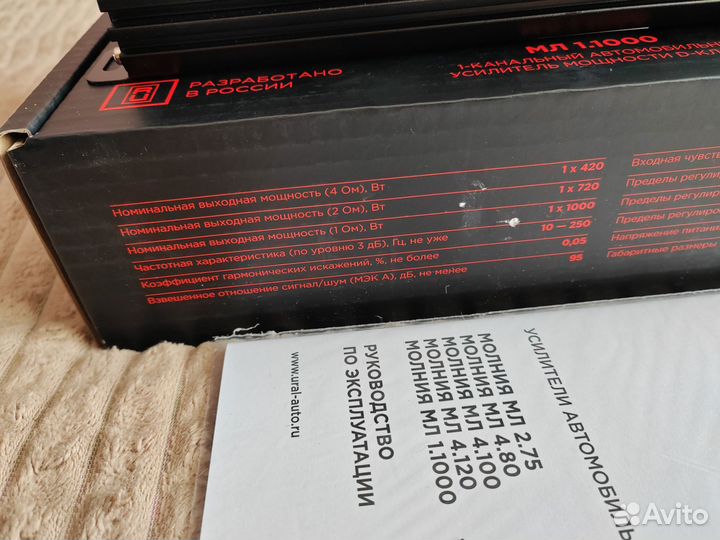 МЛ 1.1000
1-КАНАЛЬНЫЙ АВТОМОБИЛЬН
УСИЛИТЕЛЬ МОЩНОСТИ D-КЛ
РАЗРАБОТАНО
В РОССИИ
Номинальная выходная мощность (4 Ом), Вт 1 х 420
Номинальная выходная мощность (2 Ом), Вт 1 х 720
Номинальная выходная мощность (1 Ом), Вт 1 х 1000
Частотная характеристика (по уровню 3 дБ), Гц, не уже 10 — 250
Коэффициент гармонических искажений, %, не более 0,05
Взвешенное отношение сигнал/шум (МЭК А), дБ, не менее 95
Входная чувств
Пределы регули
Пределы регулир
Пределы регулиро
Напряжение питани
Габаритные размеры
УСИЛИТЕЛИ АВТОМОБИЛЬ
МОЛНИЯ МЛ 2.75
МОЛНИЯ МЛ 4.80
МОЛНИЯ МЛ 4.100
МОЛНИЯ МЛ 4.120
МОЛНИЯ МЛ 1.1000
РУКОВОДСТВО
ПО ЭКСПЛУАТАЦИИ
www.ural-auto.ru
Avito